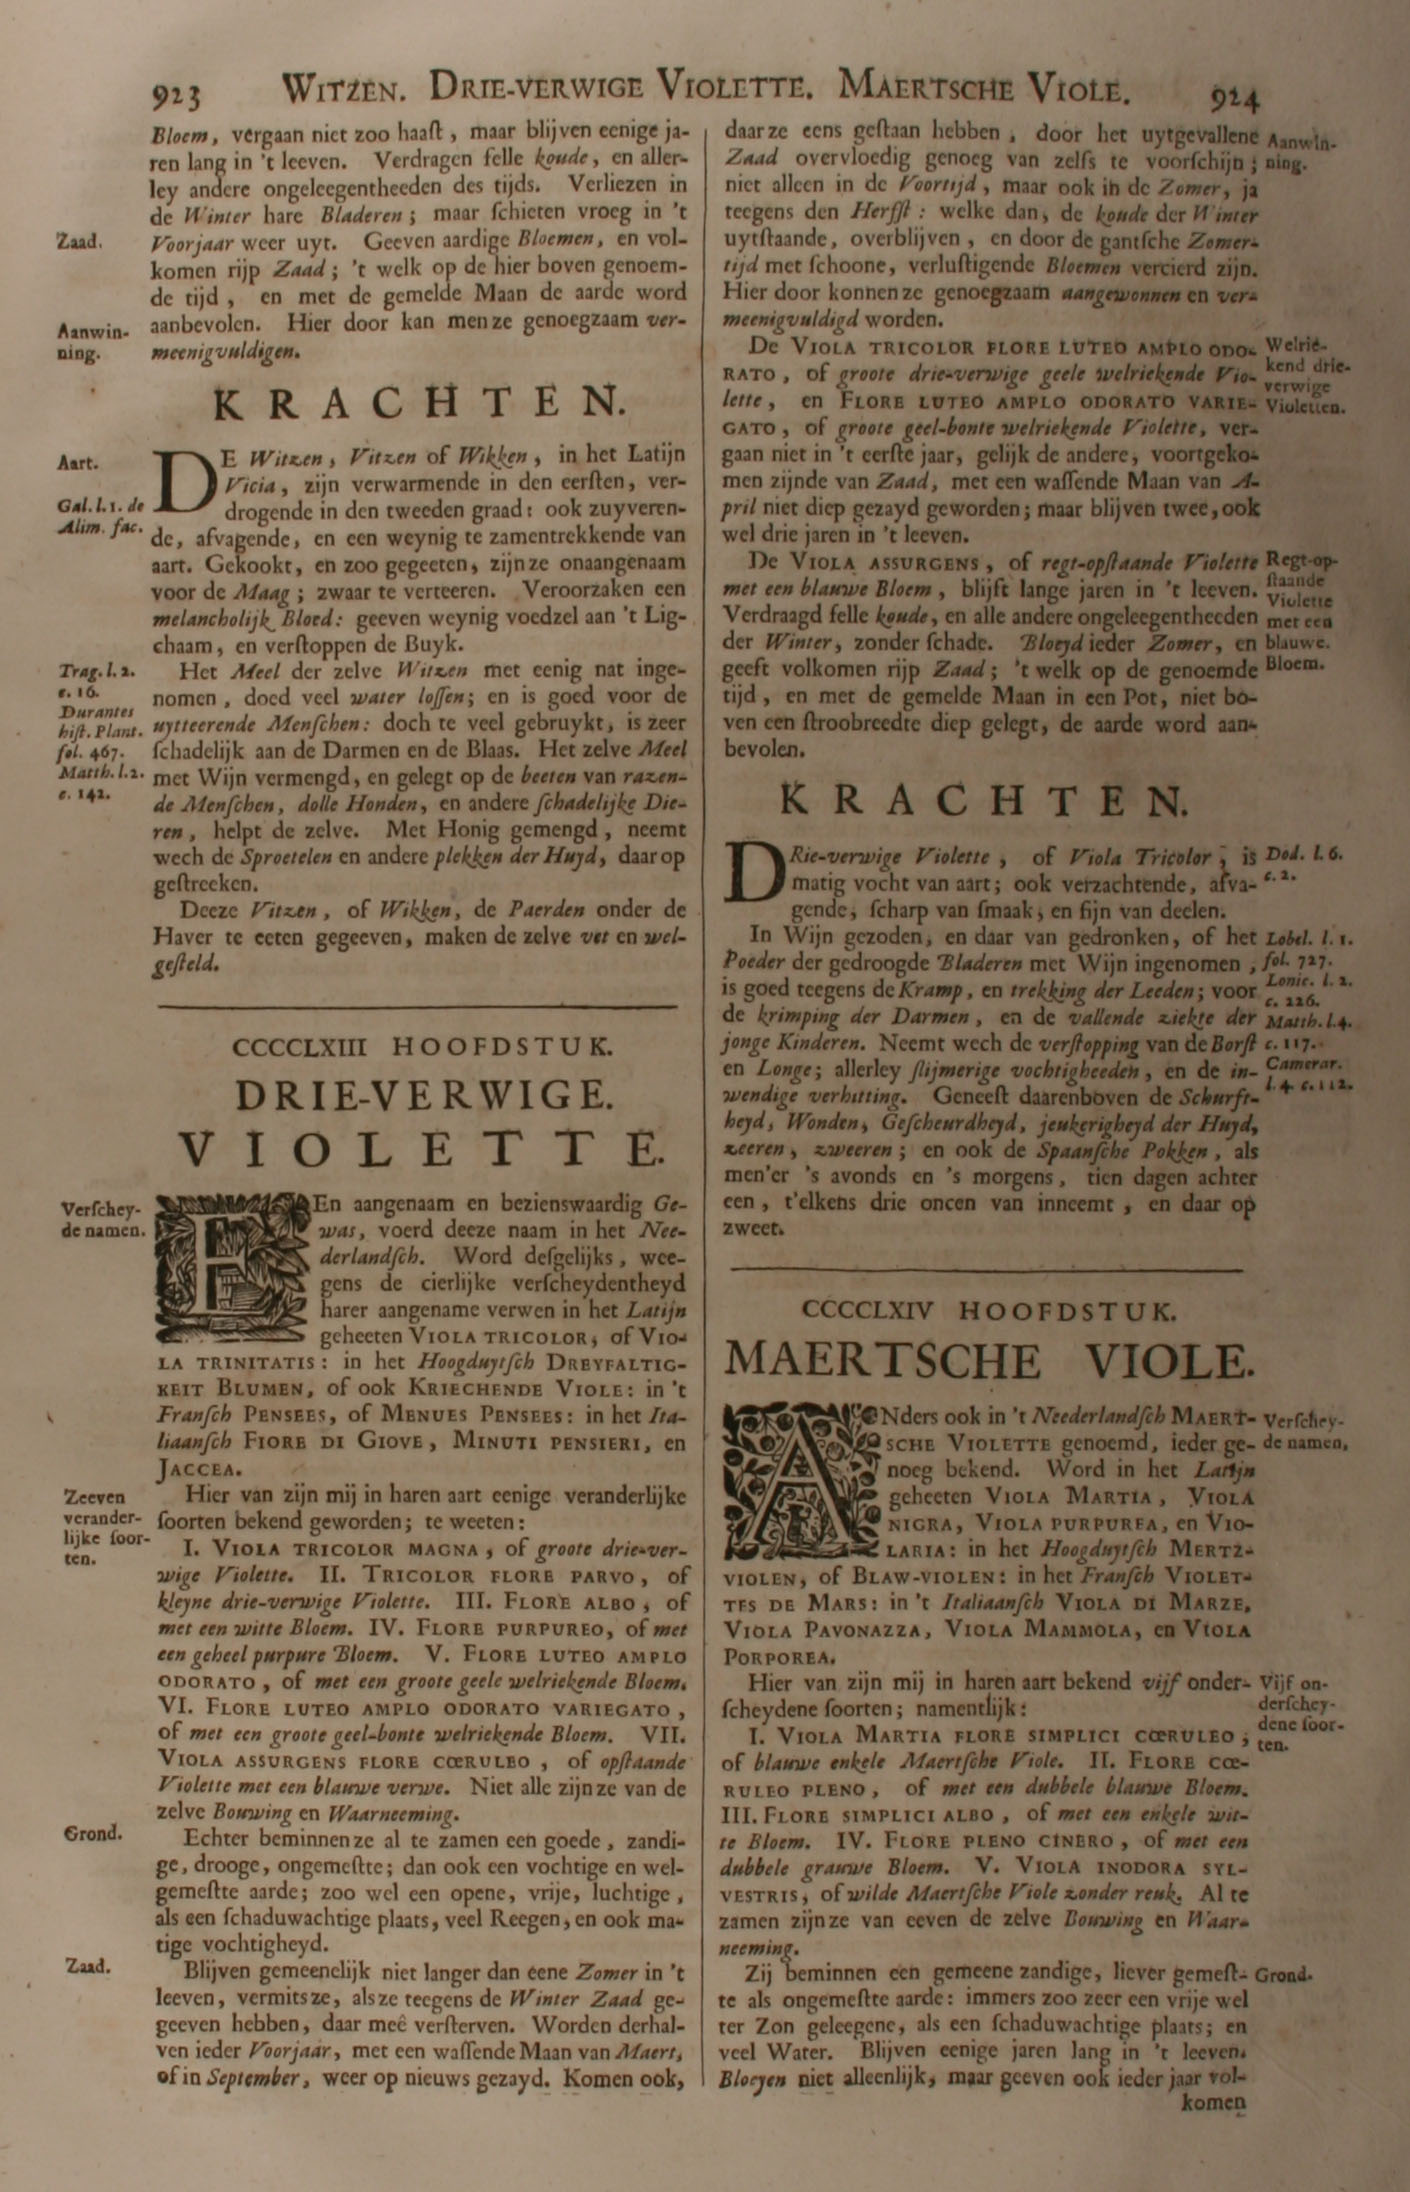 923 WITZEN. DRIE-VERWIGE VIOLETTE. MAERTSCHE VIOLE. 924
Bloem, vergaan niet zoo haaſt, maar blijven eenige ja-
ren lang in 't leeven. Verdragen felle koude, en aller-
ley andere ongeleegentheeden des tijds. Verliezen in
de Winter hare Bladeren; maar ſchieten vroeg in 't
Zaad.
Voorjaar weer uyt. Geeven aardige Bloemen, en vol-
komen rijp Zaad; 't welk op de hier boven genoem-
de tijd, en met de gemelde Maan de aarde word
Aanwin-
ning.
aanbevolen. Hier door kan menze genoegzaam ver-
meenigvuldigen.
KRACHTEN.
Aart.
DE Witzen, Vitzen of Wikken, in het Latijn
Vicia, zijn verwarmende in den eerſten, ver-
Gal. l. 1. de
Alim. fac.
drogende in den tweeden graad: ook zuyveren-
de, afvagende, en een weynig te zamentrekkende van
aart. Gekookt, en zoo gegeeten, zijnze onaangenaam
voor de Maag; zwaar te verteeren. Veroorzaken een
melancholijk Bloed: geeven weynig voedzel aan 't Lig-
chaam, en verſtoppen de Buyk.
Trag. l. 2.
c. 16.
Durantes
hiſt. Plant.
fol. 467.
Matth. l. 2.
c. 142.
Het Meel der zelve Witzen met eenig nat inge-
nomen, doed veel water loſſen; en is goed voor de
uytteerende Menſchen: doch te veel gebruykt, is zeer
ſchadelijk aan de Darmen en de Blaas. Het zelve Meel
met Wijn vermengd, en gelegt op de beeten van razen-
de Menſchen, dolle Honden, en andere ſchadelijke Die-
ren, helpt de zelve. Met Honig gemengd, neemt
wech de Sproetelen en andere plekken der Huyd, daar op
geſtreeken.
Deeze Vitzen, of Wikken, de Paerden onder de
Haver te eeten gegeeven, maken de zelve vet en wel-
geſteld.
CCCCLXIII HOOFDSTUK.
DRIE-VERWIGE.
VIOLETTE.
Verſchey-
de namen.
EEn aangenaam en bezienswaardig Ge-
was, voerd deeze naam in het Nee-
derlandſch. Word deſgelijks, wee-
gens de cierlijke verſcheydentheyd
harer aangename verwen in het Latijn
geheeten VIOLA TRICOLOR, of VIO-
LA TRINITATIS: in het Hoogduytſch DREYFALTIG-
KEIT BLUMEN, of ook KRIECHENDE VIOLE: in 't
Franſch PENSEES, of MENUES PENSEES: in het Ita-
liaanſch FIORE DI GIOVE, MINUTI PENSIERI, en
JACCEA.
Zeeven
verander-
lijke ſoor-
ten.
Hier van zijn mij in haren aart eenige veranderlijke
ſoorten bekend geworden; te weeten:
I. VIOLA TRICOLOR MAGNA, of groote drie-ver-
wige Violette. II. TRICOLOR FLORE PARVO, of
kleyne drie-verwige Violette. III. FLORE ALBO, of
met een witte Bloem. IV. FLORE PURPUREO, of met
een geheel purpure Bloem. V. FLORE LUTEO AMPLO
ODORATO, of met een groote geele welriekende Bloem.
VI. FLORE LUTEO AMPLO ODORATO VARIEGATO,
of met een groote geel-bonte welriekende Bloem. VII.
VIOLA ASSURGENS FLORE CŒRULEO, of opſtaande
Violette met een blauwe verwe. Niet alle zijnze van de
zelve Bouwing en Waarneeming.
Grond.
Echter beminnenze al te zamen een goede, zandi-
ge, drooge, ongemeſtte; dan ook een vochtige en wel-
gemeſtte aarde; zoo wel een opene, vrije, luchtige,
als een ſchaduwachtige plaats, veel Reegen, en ook ma-
tige vochtigheyd.
Zaad.
Blijven gemeenelijk niet langer dan eene Zomer in 't
leeven, vermitsze, alsze teegens de Winter Zaad ge-
geeven hebben, daar meê verſterven. Worden derhal-
ven ieder Voorjaar, met een waſſende Maan van Maert,
of in September, weer op nieuws gezayd. Komen ook,
daarze eens geſtaan hebben, door het uytgevallene
Aanwin-
ning.
Zaad overvloedig genoeg van zelfs te voorſchijn;
niet alleen in de Voortijd, maar ook in de Zomer, ja
teegens den Herfſt: welke dan, de koude der Winter
uytſtaande, overblijven, en door de gantſche Zomer-
tijd met ſchoone, verluſtigende Bloemen vercierd zijn.
Hier door konnenze genoegzaam aangewonnen en ver-
meenigvuldigd worden.
Welrie-
kend drie-
verwige
Violetten.
De VIOLA TRICOLOR FLORE LUTEO AMPLO ODO-
RATO, of groote drie-verwige geele welriekende Vio-
lette, en FLORE LUTEO AMPLO ODORATO VARIE-
GATO, of groote geel-bonte welriekende Violette, ver-
gaan niet in 't eerſte jaar, gelijk de andere, voortgeko-
men zijnde van Zaad, met een waſſende Maan van A-
pril niet diep gezayd geworden; maar blijven twee, ook
wel drie jaren in 't leeven.
Regt-op-
ſtaande
Violette
met een
blauwe.
Bloem.
De VIOLA ASSURGENS, of regt-opſtaande Violette
met een blauwe Bloem, blijft lange jaren in 't leeven.
Verdraagd felle koude, en alle andere ongeleegentheeden
der Winter, zonder ſchade. Bloeyd ieder Zomer, en
geeft volkomen rijp Zaad; 't welk op de genoemde
tijd, en met de gemelde Maan in een Pot, niet bo-
ven een ſtroobreedte diep gelegt, de aarde word aan-
bevolen.
KRACHTEN.
DRie-verwige Violette, of Viola Tricolor, is
Dod. l. 6.
c. 2.
matig vocht van aart; ook verzachtende, afva-
gende, ſcharp van ſmaak, en fijn van deelen.
Lobel. l. 1.
fol. 727.
Lonic. l. 2.
c. 226.
Matth. l. 4.
c. 117.
Camerar.
l. 4. c. 112.
In Wijn gezoden, en daar van gedronken, of het
Poeder der gedroogde Bladeren met Wijn ingenomen,
is goed teegens de Kramp, en trekking der Leeden; voor
de krimping der Darmen, en de vallende ziekte der
jonge Kinderen. Neemt wech de verſtopping van de Borſt
en Longe; allerley ſlijmerige vochtigheeden, en de in-
wendige verhitting. Geneeſt daarenboven de Schurft-
heyd, Wonden, Geſcheurdheyd, jeukerigheyd der Huyd,
zeeren, zweeren; en ook de Spaanſche Pokken, als
men'er 's avonds en 's morgens, tien dagen achter
een, t'elkens drie oncen van inneemt, en daar op
zweet.
CCCCLXIV HOOFDSTUK.
MAERTSCHE VIOLE.
Verſchey-
de namen.
ANders ook in 't Neederlandſch MAERT-
SCHE VIOLETTE genoemd, ieder ge-
noeg bekend. Word in het Latijn
geheeten VIOLA MARTIA, VIOLA
NIGRA, VIOLA PURPUREA, en VIO-
LARIA: in het Hoogduytſch MERTZ-
VIOLEN, of BLAW-VIOLEN: in het Franſch VIOLET-
TES DE MARS: in 't Italiaanſch VIOLA DI MARZE,
VIOLA PAVONAZZA, VIOLA MAMMOLA, en VIOLA
PORPOREA.
Vijf on-
derſchey-
dene ſoor-
ten.
Hier van zijn mij in haren aart bekend vijf onder-
ſcheydene ſoorten; namentlijk:
I. VIOLA MARTIA FLORE SIMPLICI CŒRULEO,
of blauwe enkele Maertſche Viole. II. FLORE CŒ-
RULEO PLENO, of met een dubbele blauwe Bloem.
III. FLORE SIMPLICI ALBO, of met een enkele wit-
te Bloem. IV. FLORE PLENO CINERO, of met een
dubbele grauwe Bloem. V. VIOLA INODORA SYL-
VESTRIS, of wilde Maertſche Viole zonder reuk. Al te
zamen zijnze van eeven de zelve Bouwing en Waar-
neeming.
Grond.
Zij beminnen een gemeene zandige, liever gemeſt-
te als ongemeſtte aarde: immers zoo zeer een vrije wel
ter Zon geleegene, als een ſchaduwachtige plaats; en
veel Water. Blijven eenige jaren lang in 't leeven.
Bloeyen niet alleenlijk, maar geeven ook ieder jaar vol-
komen